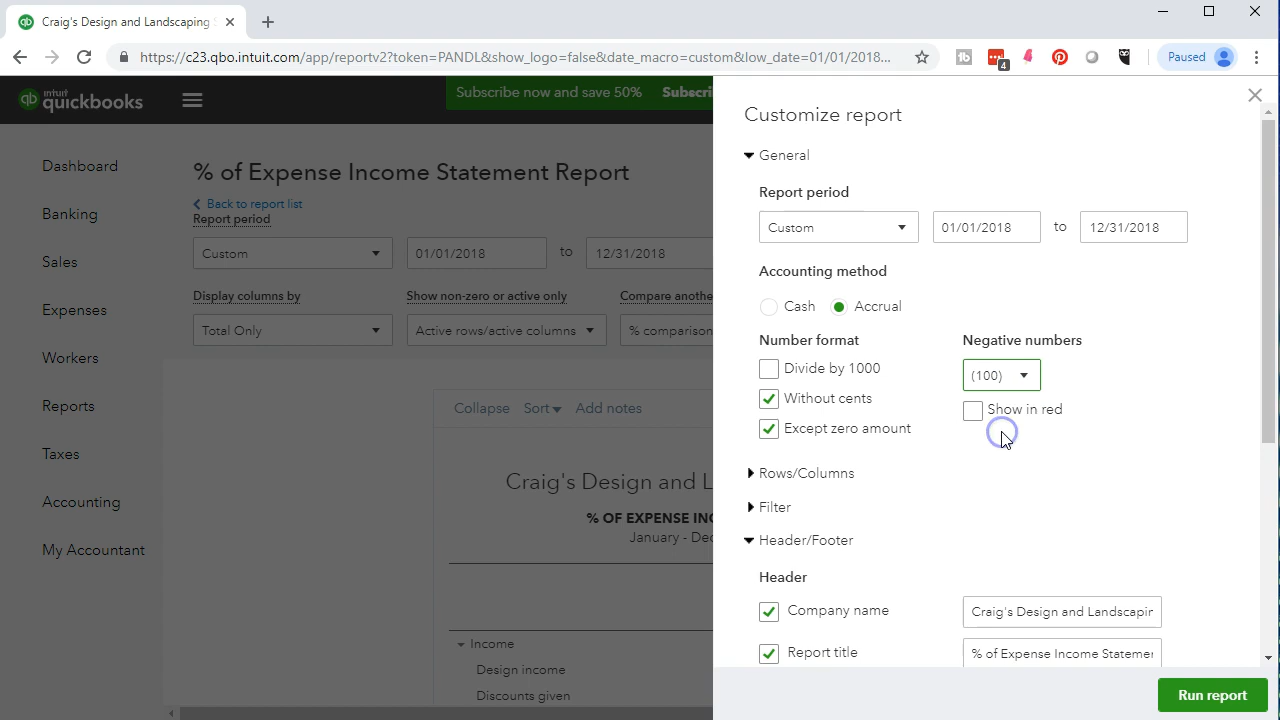 Craig's Design and Landscaping S
https://c23.qbo.intuit.com/app/reportv2?token=PANDL&show_logo=false&date_macro=custom&low_date=01/01/2018...
4
Paused
intuit
quickbooks
Subscribe now and save 50% Subscri
Dashboard
Banking
Sales
Expenses
Workers
Reports
Taxes
Accounting
My Accountant
% of Expense Income Statement Report
Back to report list
Report period
Custom 01/01/2018 to 12/31/2018
Display columns by Show non-zero or active only Compare anothe
Total Only Active rows/active columns % comparison
Collapse Sort Add notes
Craig's Design and L
% OF EXPENSE INC
January - Dec
Income
Design income
Discounts given
Customize report
General
Report period
Custom 01/01/2018 to 12/31/2018
Accounting method
Cash Accrual
Number format Negative numbers
Divide by 1000 (100)
Without cents Show in red
Except zero amount
Rows/Columns
Filter
Header/Footer
Header
Company name Craig's Design and Landscapin
Report title % of Expense Income Statemen
Run report